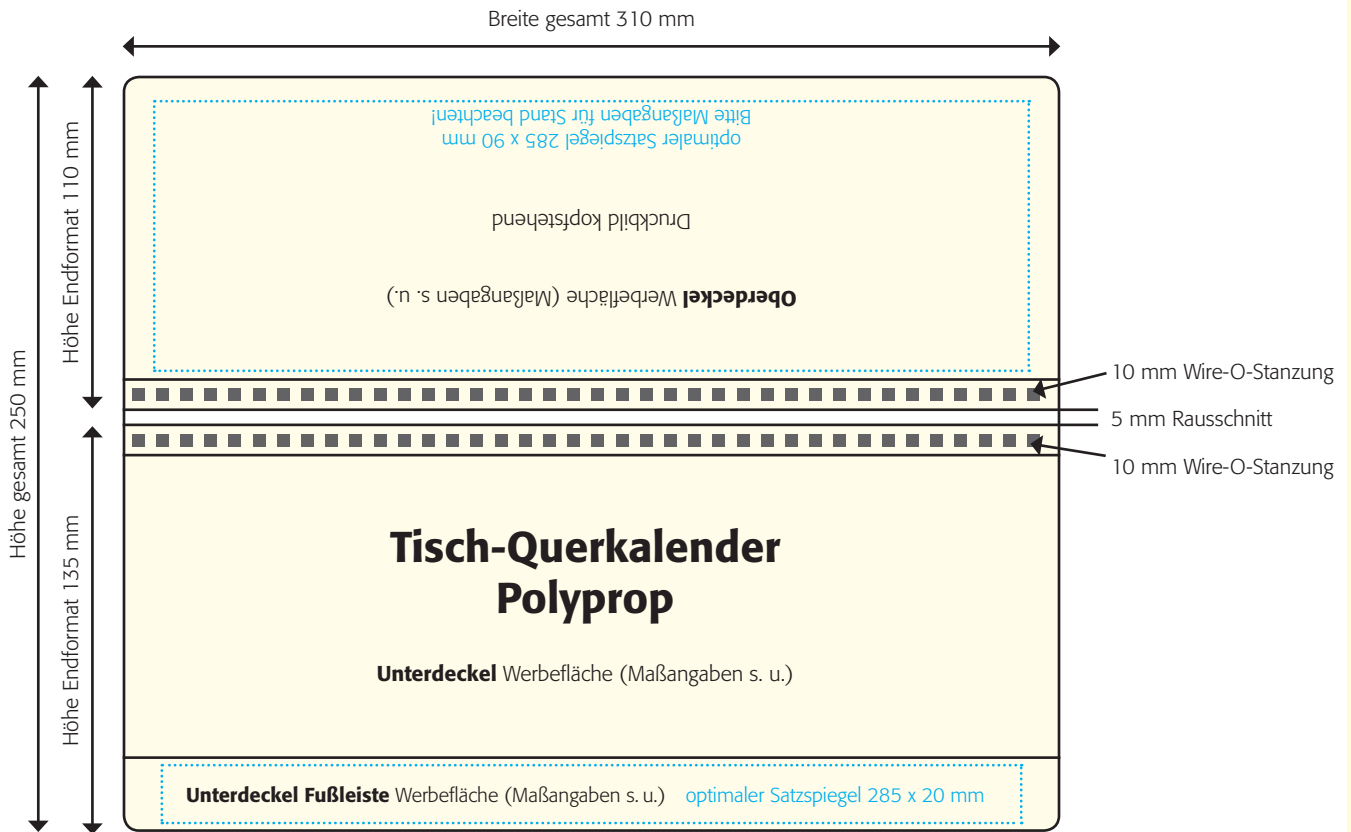 Breite gesamt 310 mm
Höhe gesamt 250 mm
Höhe Endformat 110 mm
Bitte Maßangaben für Stand beachten!
optimaler Satzspiegel 285 x 90 mm
Druckbild kopfstehend
Oberdeckel Werbefläche (Maßangaben s. u.)
10 mm Wire-O-Stanzung
5 mm Rausschnitt
10 mm Wire-O-Stanzung
Höhe Endformat 135 mm
Tisch-Querkalender
Polyprop
Unterdeckel Werbefläche (Maßangaben s. u.)
Unterdeckel Fußleiste Werbefläche (Maßangaben s. u.) optimaler Satzspiegel 285 x 20 mm